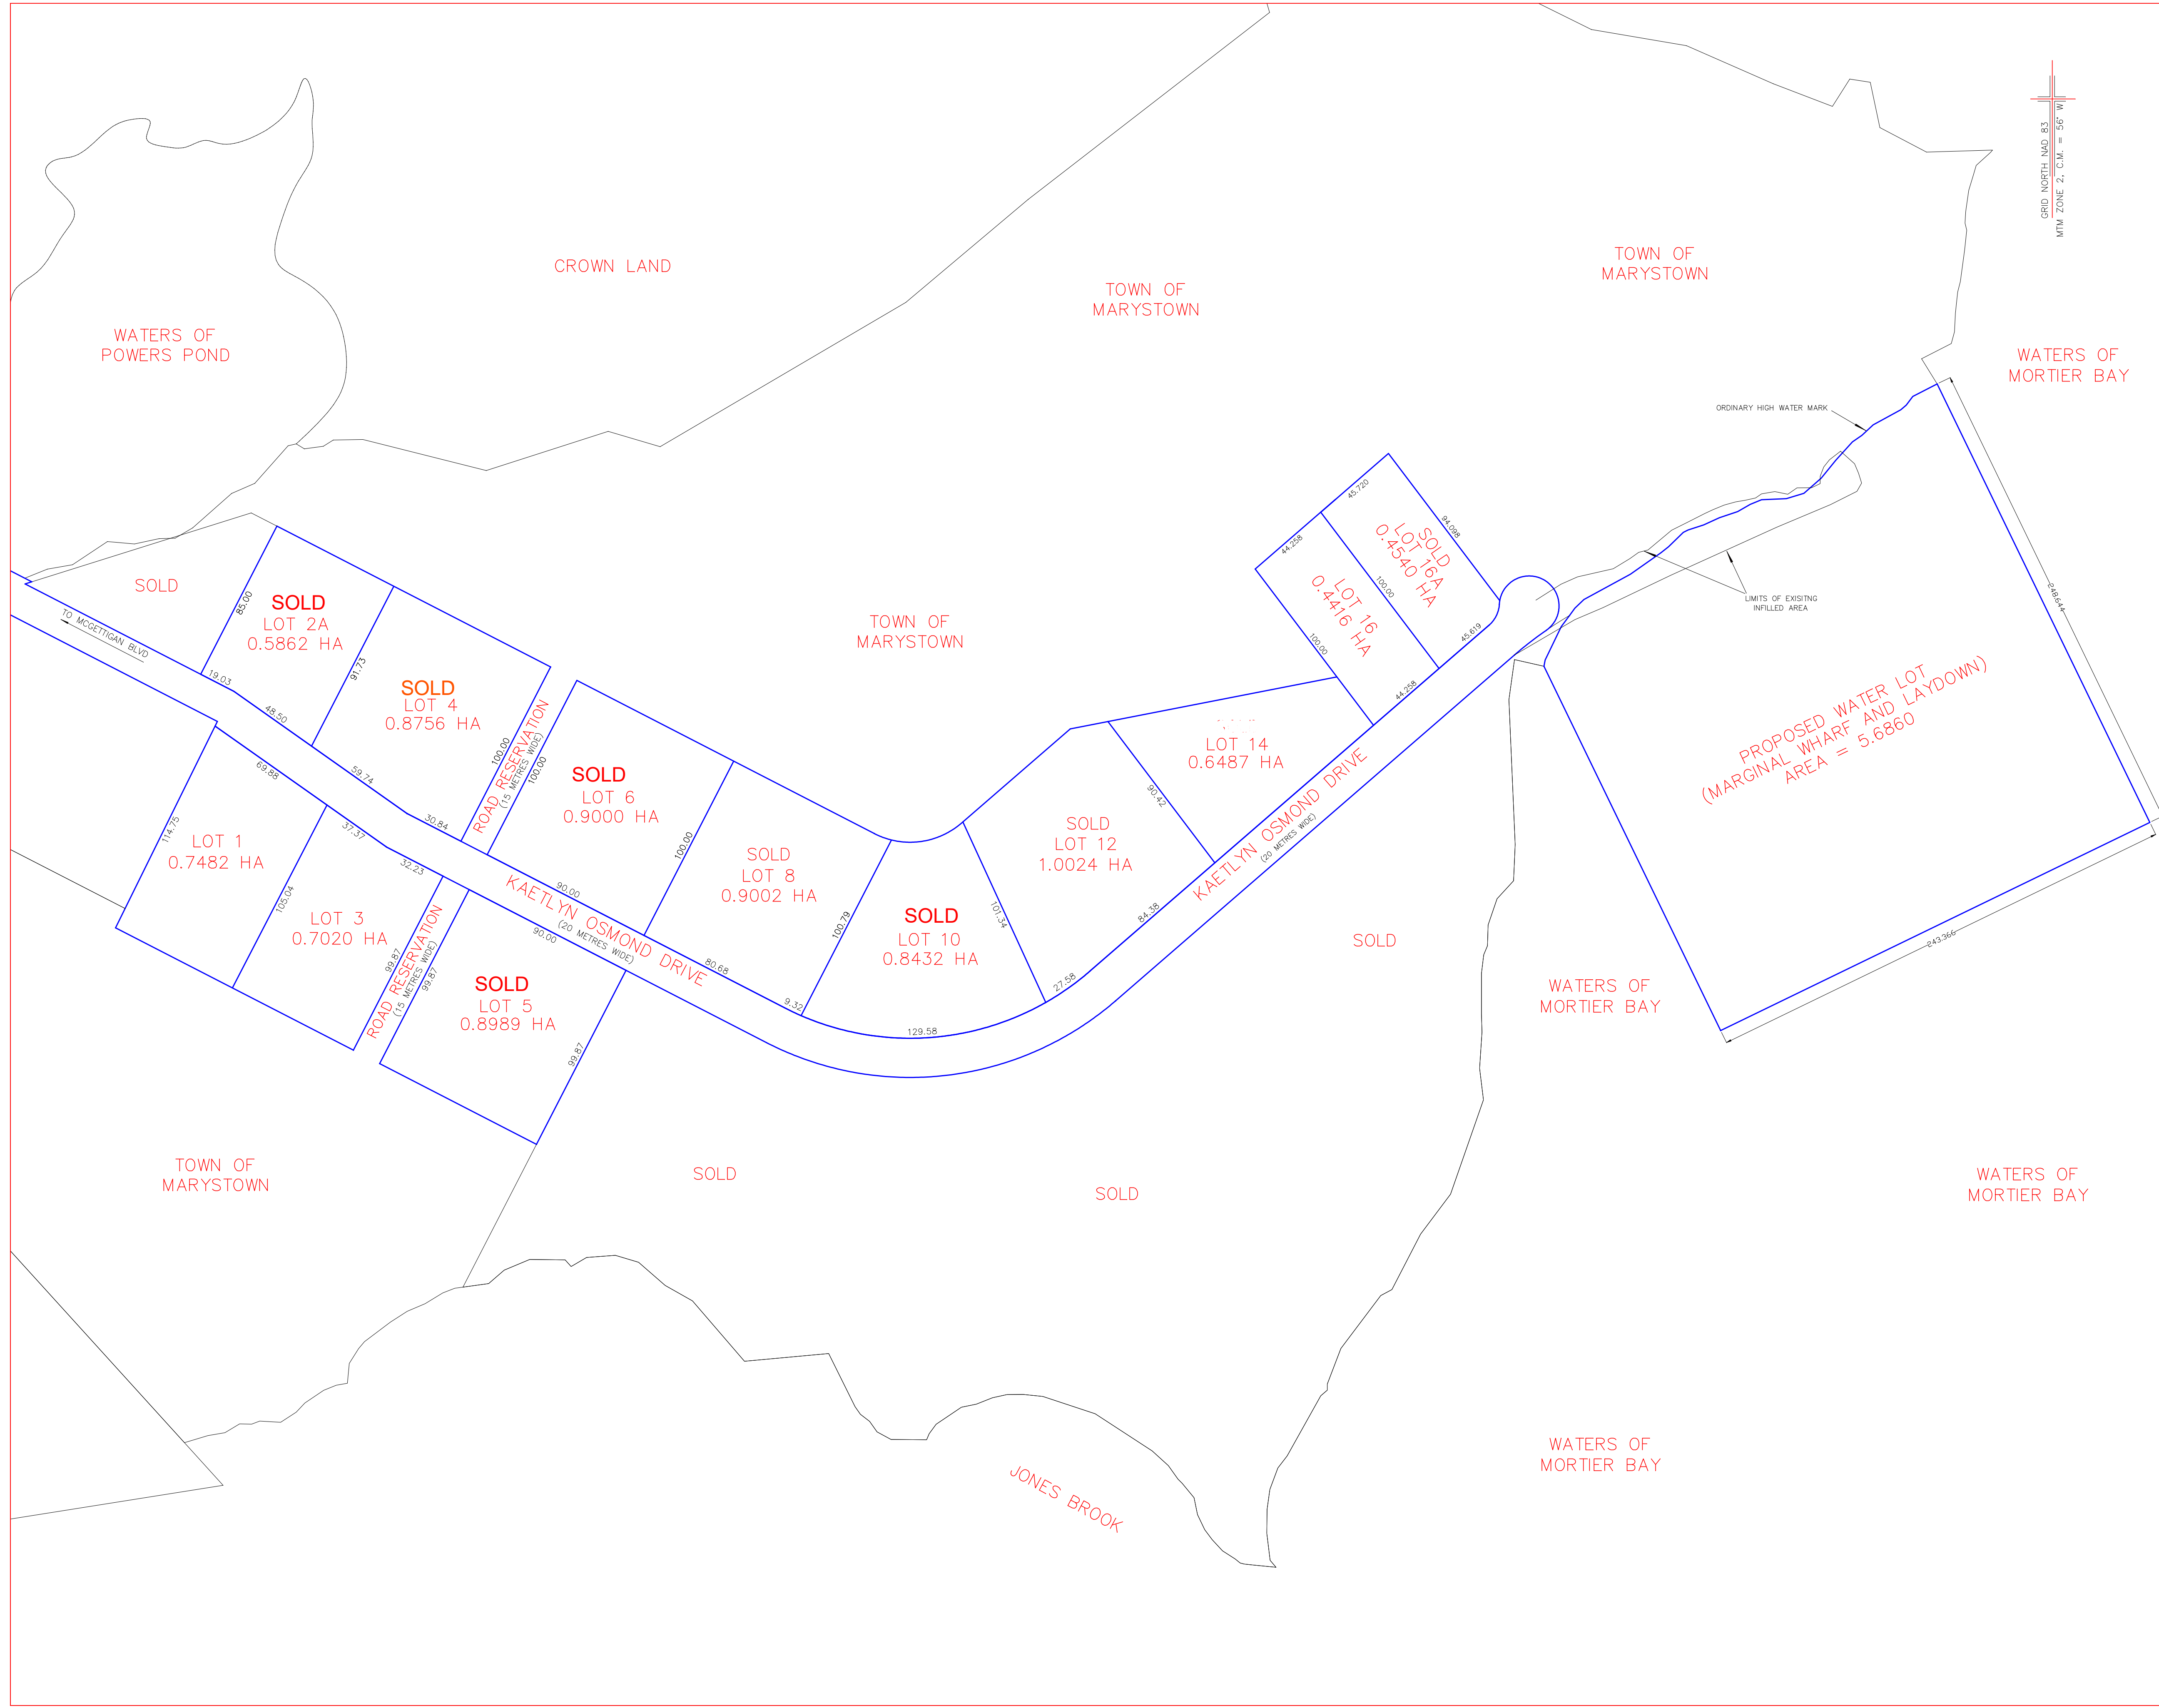 GRID NORTH NAD 83
MTM ZONE 2, C.M. = 56° W
CROWN LAND
TOWN OF
MARYSTOWN
TOWN OF
MARYSTOWN
WATERS OF
POWERS POND
WATERS OF
MORTIER BAY
ORDINARY HIGH WATER MARK
45.720
44.258
94.098
SOLD
LOT 16A
0.4540 HA
100.00
LOT 16
0.4416 HA
100.00
45.619
44.258
LIMITS OF EXISITNG
INFILLED AREA
248.644
SOLD
TO MCGETTIGAN BLVD
85.00
SOLD
LOT 2A
0.5862 HA
91.73
19.03
48.50
TOWN OF
MARYSTOWN
SOLD
LOT 4
0.8756 HA
59.74
30.84
100.00
ROAD RESERVATION
(15 METRES WIDE)
100.00
SOLD
LOT 6
0.9000 HA
100.00
90.00
SOLD
LOT 8
0.9002 HA
80.68
9.32
100.79
SOLD
LOT 10
0.8432 HA
101.34
129.58
27.58
SOLD
LOT 12
1.0024 HA
90.42
84.38
LOT 14
0.6487 HA
KAETLYN OSMOND DRIVE
(20 METRES WIDE)
PROPOSED WATER LOT
(MARGINAL WHARF AND LAYDOWN)
AREA = 5.6860
243.366
69.88
114.75
LOT 1
0.7482 HA
37.37
105.04
LOT 3
0.7020 HA
32.23
99.87
ROAD RESERVATION
(15 METRES WIDE)
99.87
KAETLYN OSMOND DRIVE
(20 METRES WIDE)
90.00
SOLD
LOT 5
0.8989 HA
99.87
SOLD
WATERS OF
MORTIER BAY
TOWN OF
MARYSTOWN
SOLD
SOLD
WATERS OF
MORTIER BAY
JONES BROOK
WATERS OF
MORTIER BAY